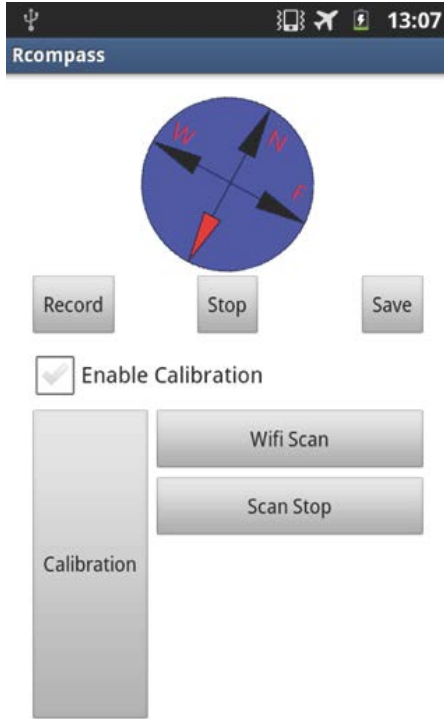 13:07
Rcompass
W N
E
Record Stop Save
Enable Calibration
Wifi Scan
Scan Stop
Calibration